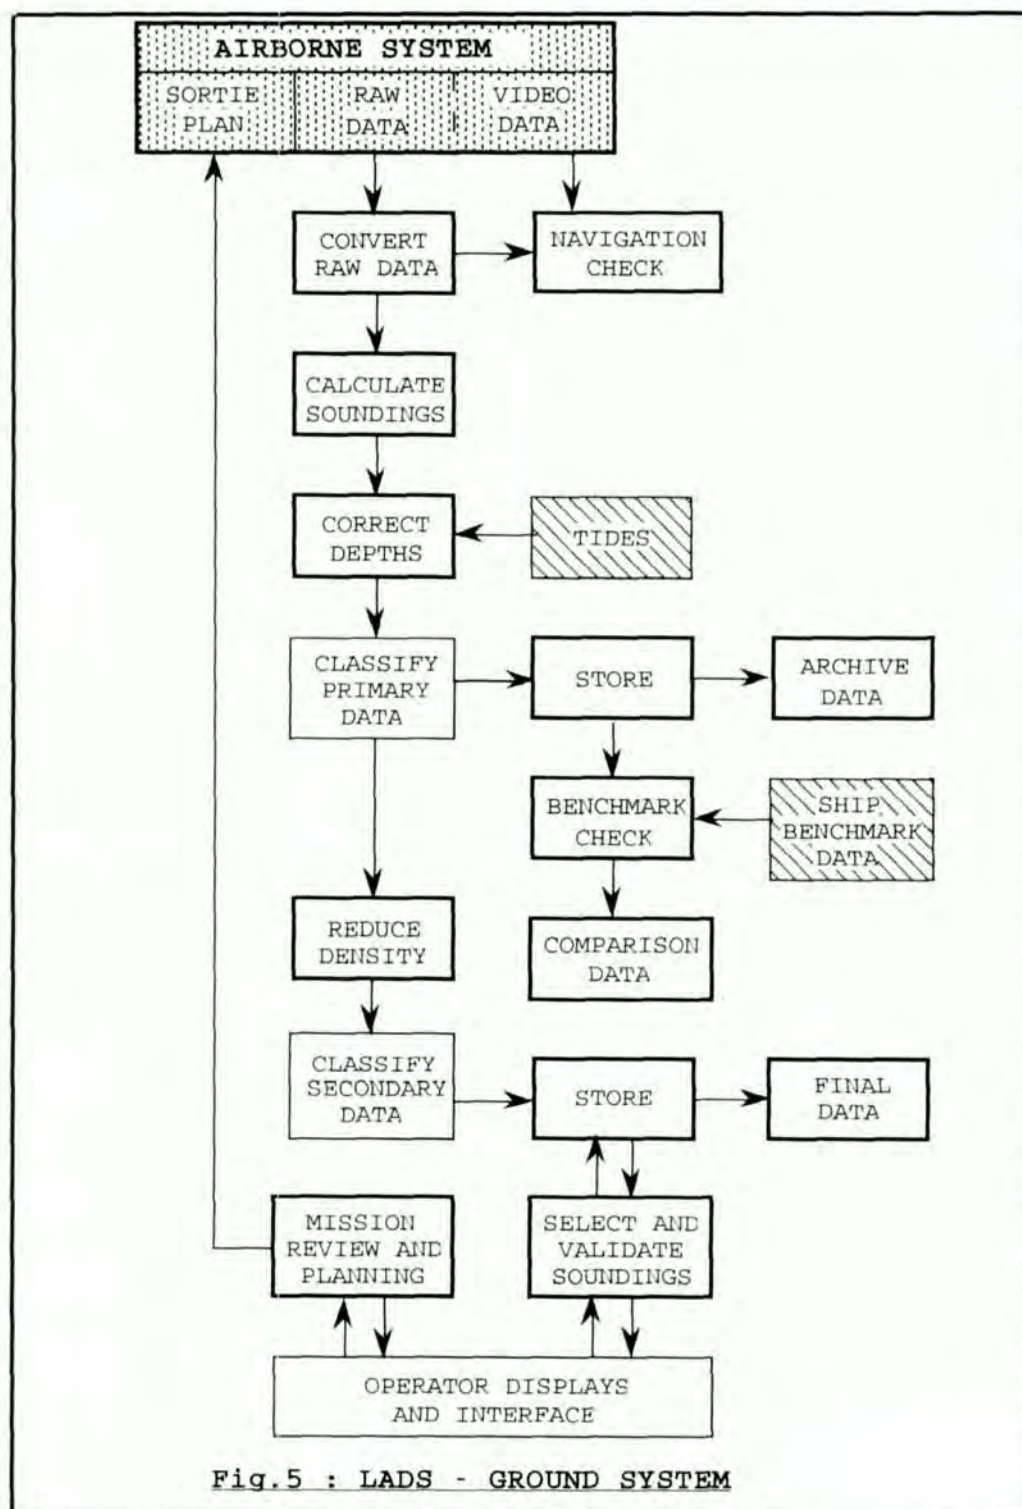 AIRBORNE SYSTEM
SORTIE
PLAN
RAW
DATA
VIDEO
DATA
CONVERT
RAW DATA
NAVIGATION
CHECK
CALCULATE
SOUNDINGS
CORRECT
DEPTHS
TIDES
CLASSIFY
PRIMARY
DATA
STORE
ARCHIVE
DATA
BENCHMARK
CHECK
SHIP
BENCHMARK
DATA
REDUCE
DENSITY
COMPARISON
DATA
CLASSIFY
SECONDARY
DATA
STORE
FINAL
DATA
MISSION
REVIEW AND
PLANNING
SELECT AND
VALIDATE
SOUNDINGS
OPERATOR DISPLAYS
AND INTERFACE
Fig.5 : LADS - GROUND SYSTEM